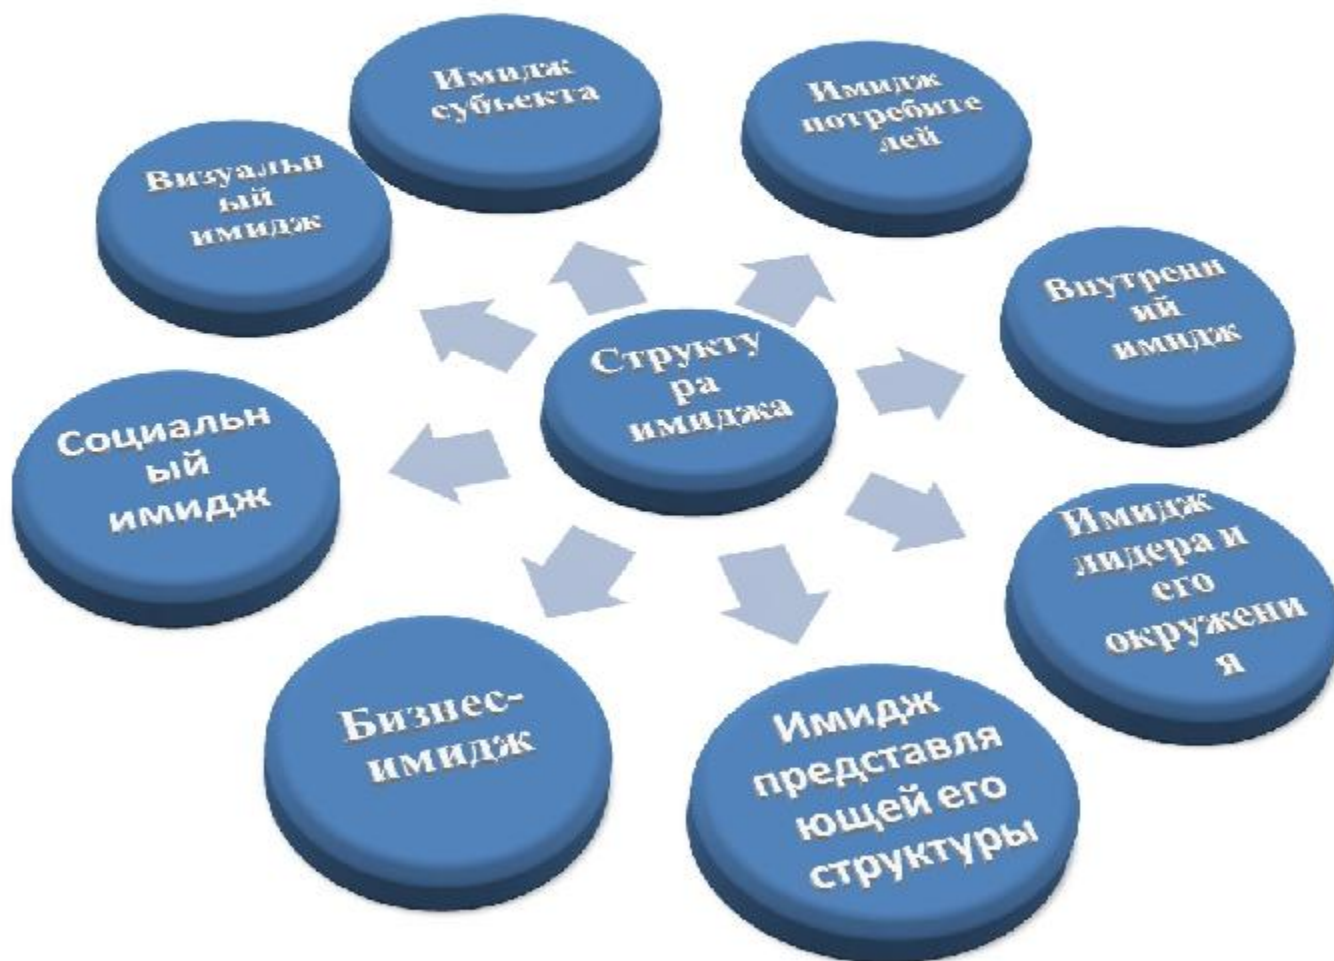 Имидж
субъекта
Имидж
потребите
лей
Визуальн
ый
имидж
Внутренн
ий
имидж
Структу
ра
имиджа
Социальн
ый
имидж
Имидж
лидера и
его
окружени
я
Бизнес-
имидж
Имидж
представля
ющей его
структуры